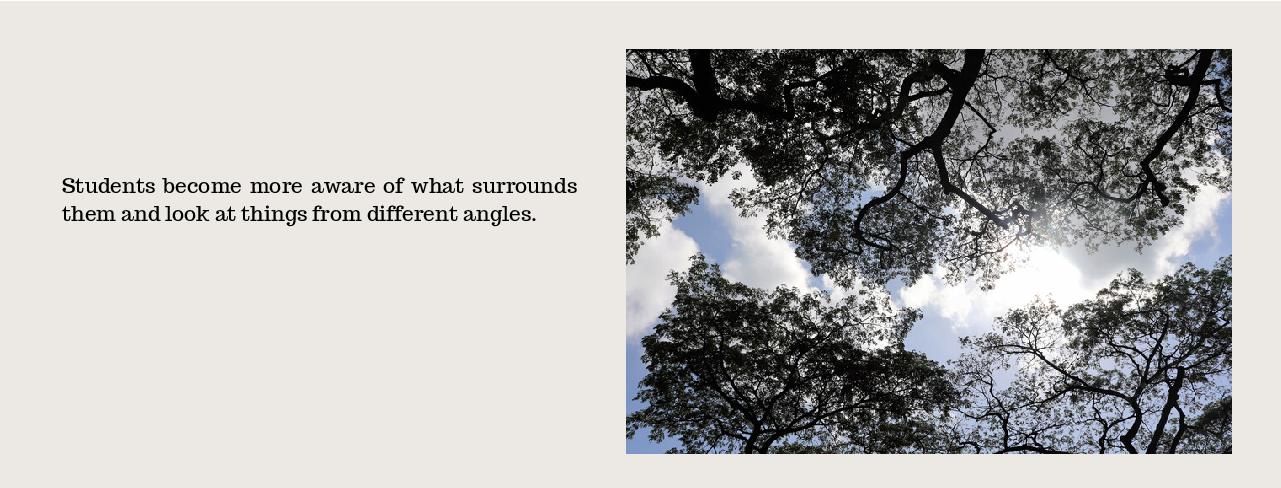 Students become more aware of what surrounds
them and look at things from different angles.